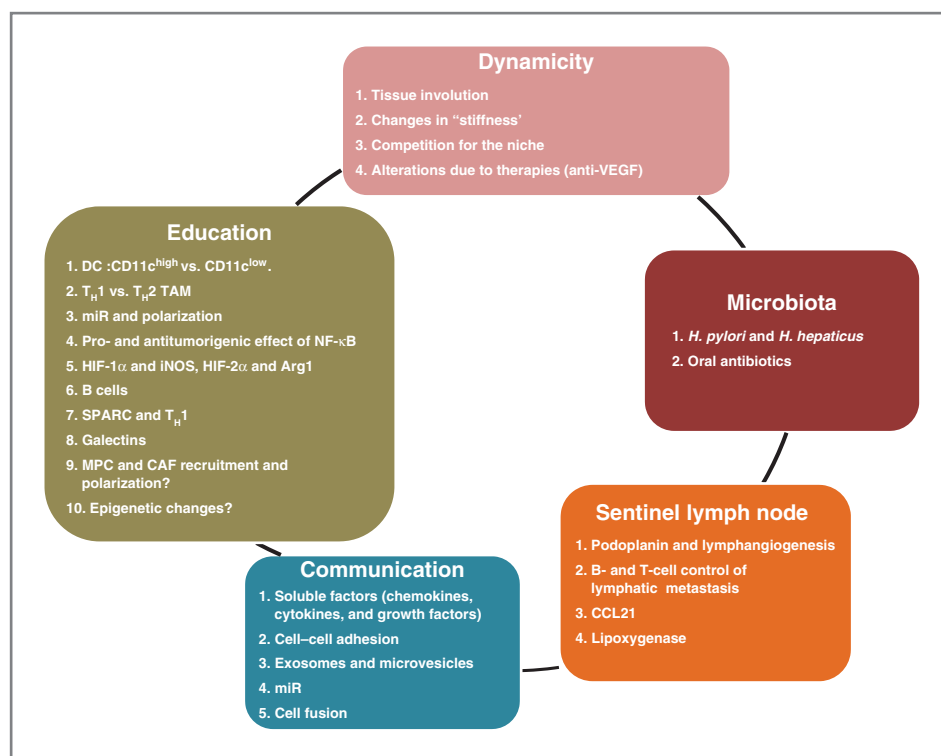 Dynamicity
1. Tissue involution
2. Changes in “stiffness’
3. Competition for the niche
4. Alterations due to therapies (anti-VEGF)
Education
1. DC :CD11chigh vs. CD11clow.
2. TH1 vs. TH2 TAM
3. miR and polarization
4. Pro- and antitumorigenic effect of NF-κB
5. HIF-1α and iNOS, HIF-2α and Arg1
6. B cells
7. SPARC and TH1
8. Galectins
9. MPC and CAF recruitment and
polarization?
10. Epigenetic changes?
Microbiota
1. H. pylori and H. hepaticus
2. Oral antibiotics
Sentinel lymph node
1. Podoplanin and lymphangiogenesis
2. B- and T-cell control of
lymphatic metastasis
3. CCL21
4. Lipoxygenase
Communication
1. Soluble factors (chemokines,
cytokines, and growth factors)
2. Cell–cell adhesion
3. Exosomes and microvesicles
4. miR
5. Cell fusion